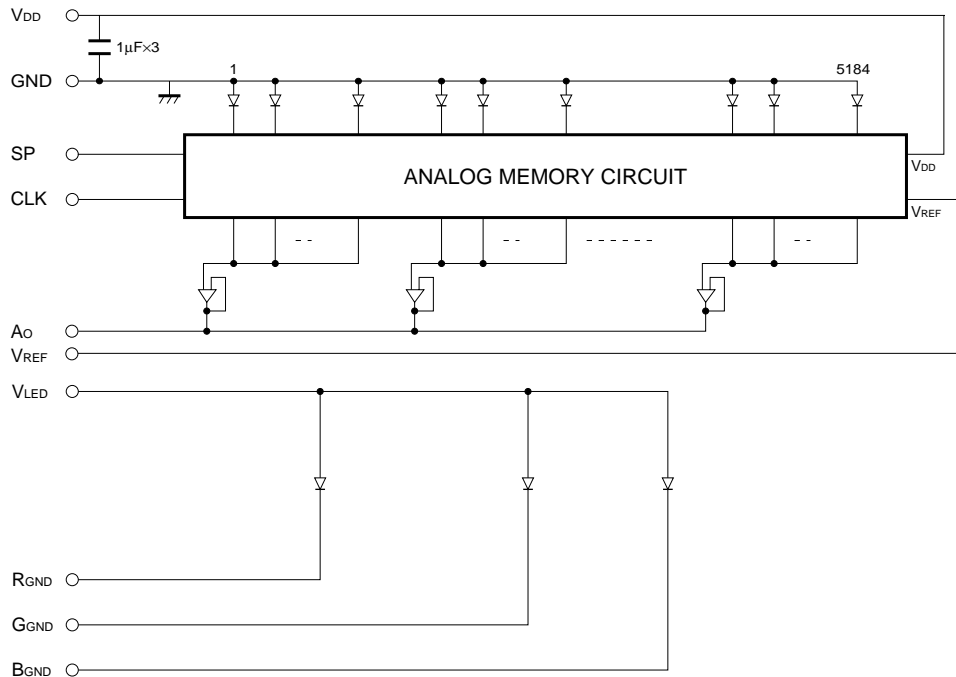 VDD
1μF×3
GND
1
5184
SP
VDD
ANALOG MEMORY CIRCUIT
CLK
VREF
AO
VREF
VLED
RGND
GGND
BGND